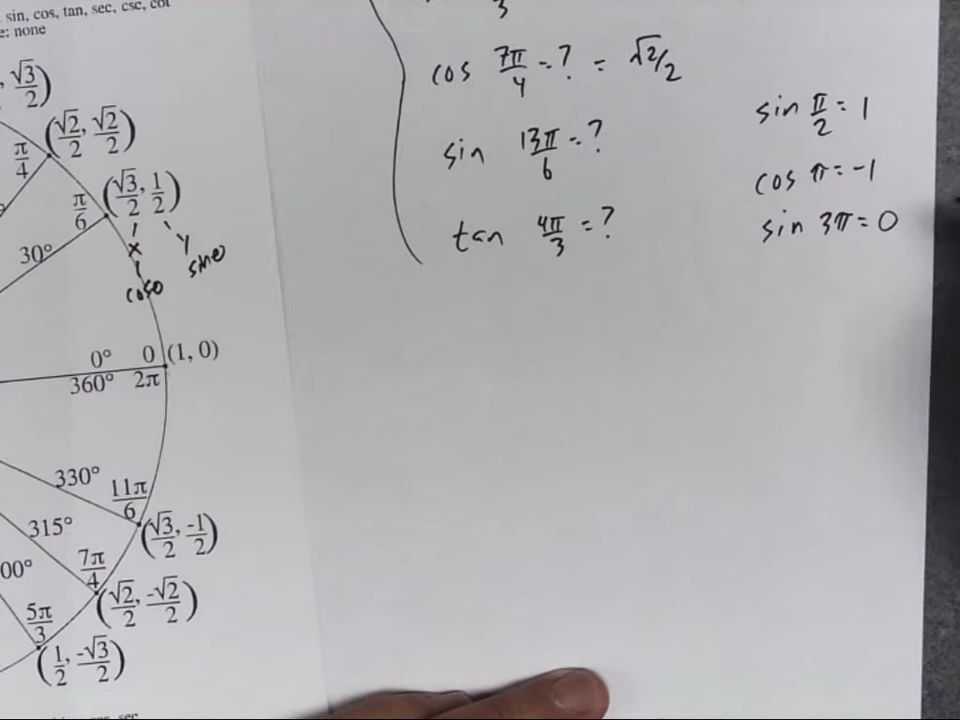 sin, cos, tan, sec, csc, cot
e: none
, √3/2)
(√2/2, √2/2)
π/4
(√3/2, 1/2)
π/6
30°
x
y
cosθ
sinθ
0° 0 (1, 0)
360° 2π
330°
11π/6
(√3/2, -1/2)
315°
7π/4
(√2/2, -√2/2)
00°
5π/3
(1/2, -√3/2)
3
cos 7π/4 = ? = √2/2
sin 13π/6 = ?
tan 4π/3 = ?
sin π/2 = 1
cos π = -1
sin 3π = 0